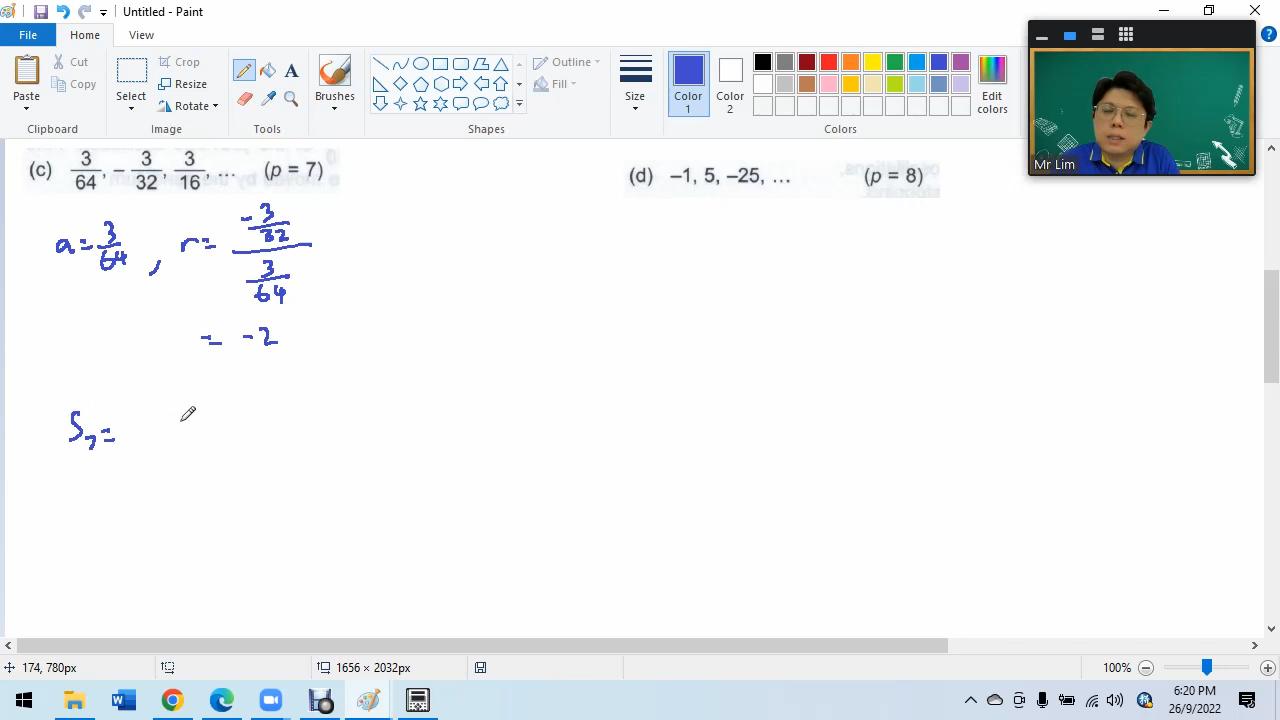 Untitled - Paint
File Home View
Paste
Cut
Copy
Clipboard
Select
Crop
Resize
Rotate
Image
A
Tools
Brushes
Outline
Fill
Shapes
Size
Color 1
Color 2
Edit colors
Colors
Mr Lim
(c) 3/64, -3/32, 3/16, ... (p = 7)
(d) –1, 5, –25, … (p = 8)
a = 3/64 , r = (-3/32)/(3/64)
= -2
S7 =
174, 780px
1656 × 2032px
100%
6:20 PM
26/9/2022